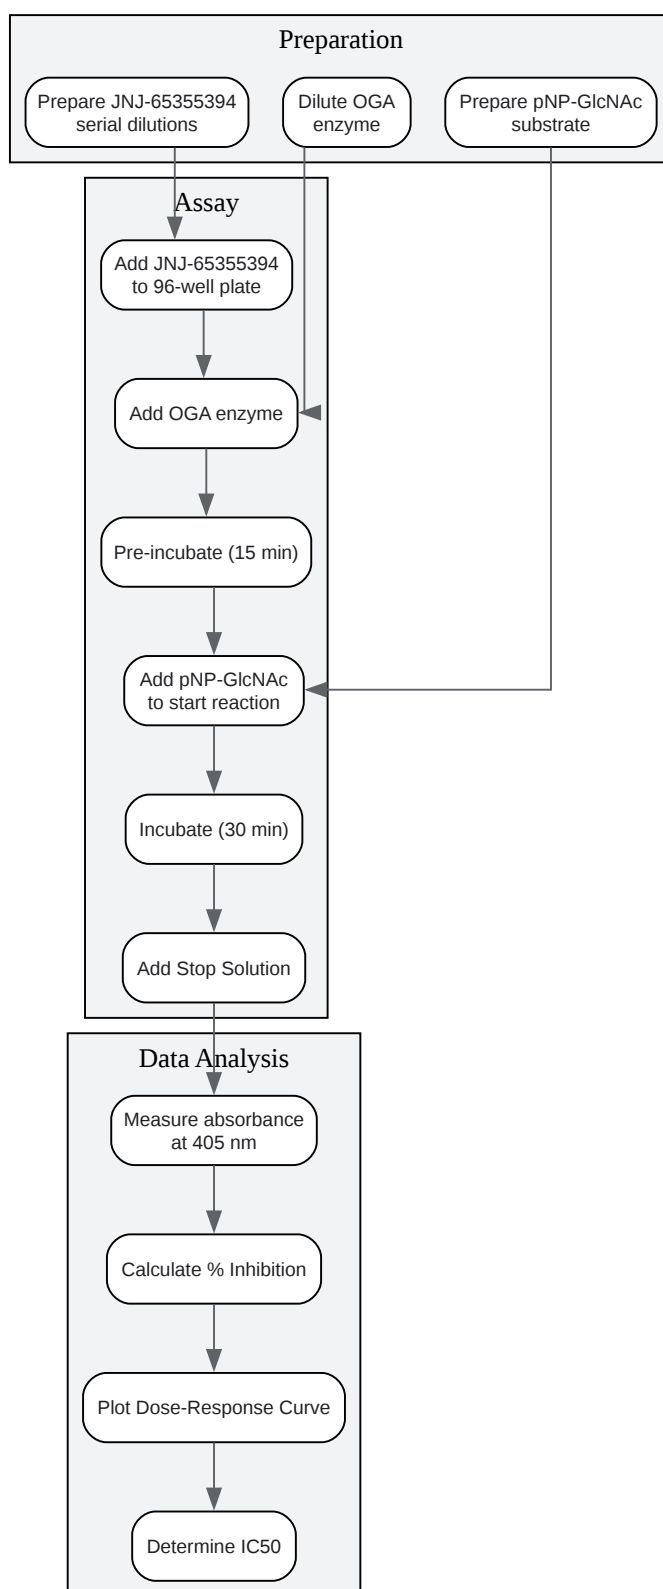 Preparation
Prepare JNJ-65355394
serial dilutions
Dilute OGA
enzyme
Prepare pNP-GlcNAc
substrate
Assay
Add JNJ-65355394
to 96-well plate
Add OGA enzyme
Pre-incubate (15 min)
Add pNP-GlcNAc
to start reaction
Incubate (30 min)
Add Stop Solution
Data Analysis
Measure absorbance
at 405 nm
Calculate % Inhibition
Plot Dose-Response Curve
Determine IC50